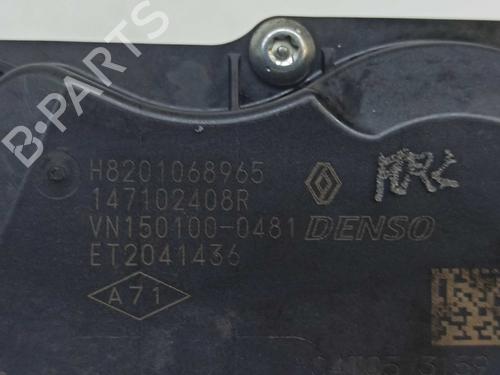 B-PARTS
H8201068965
147102408R
VN150100-0481 DENSO
ET2041436
A71